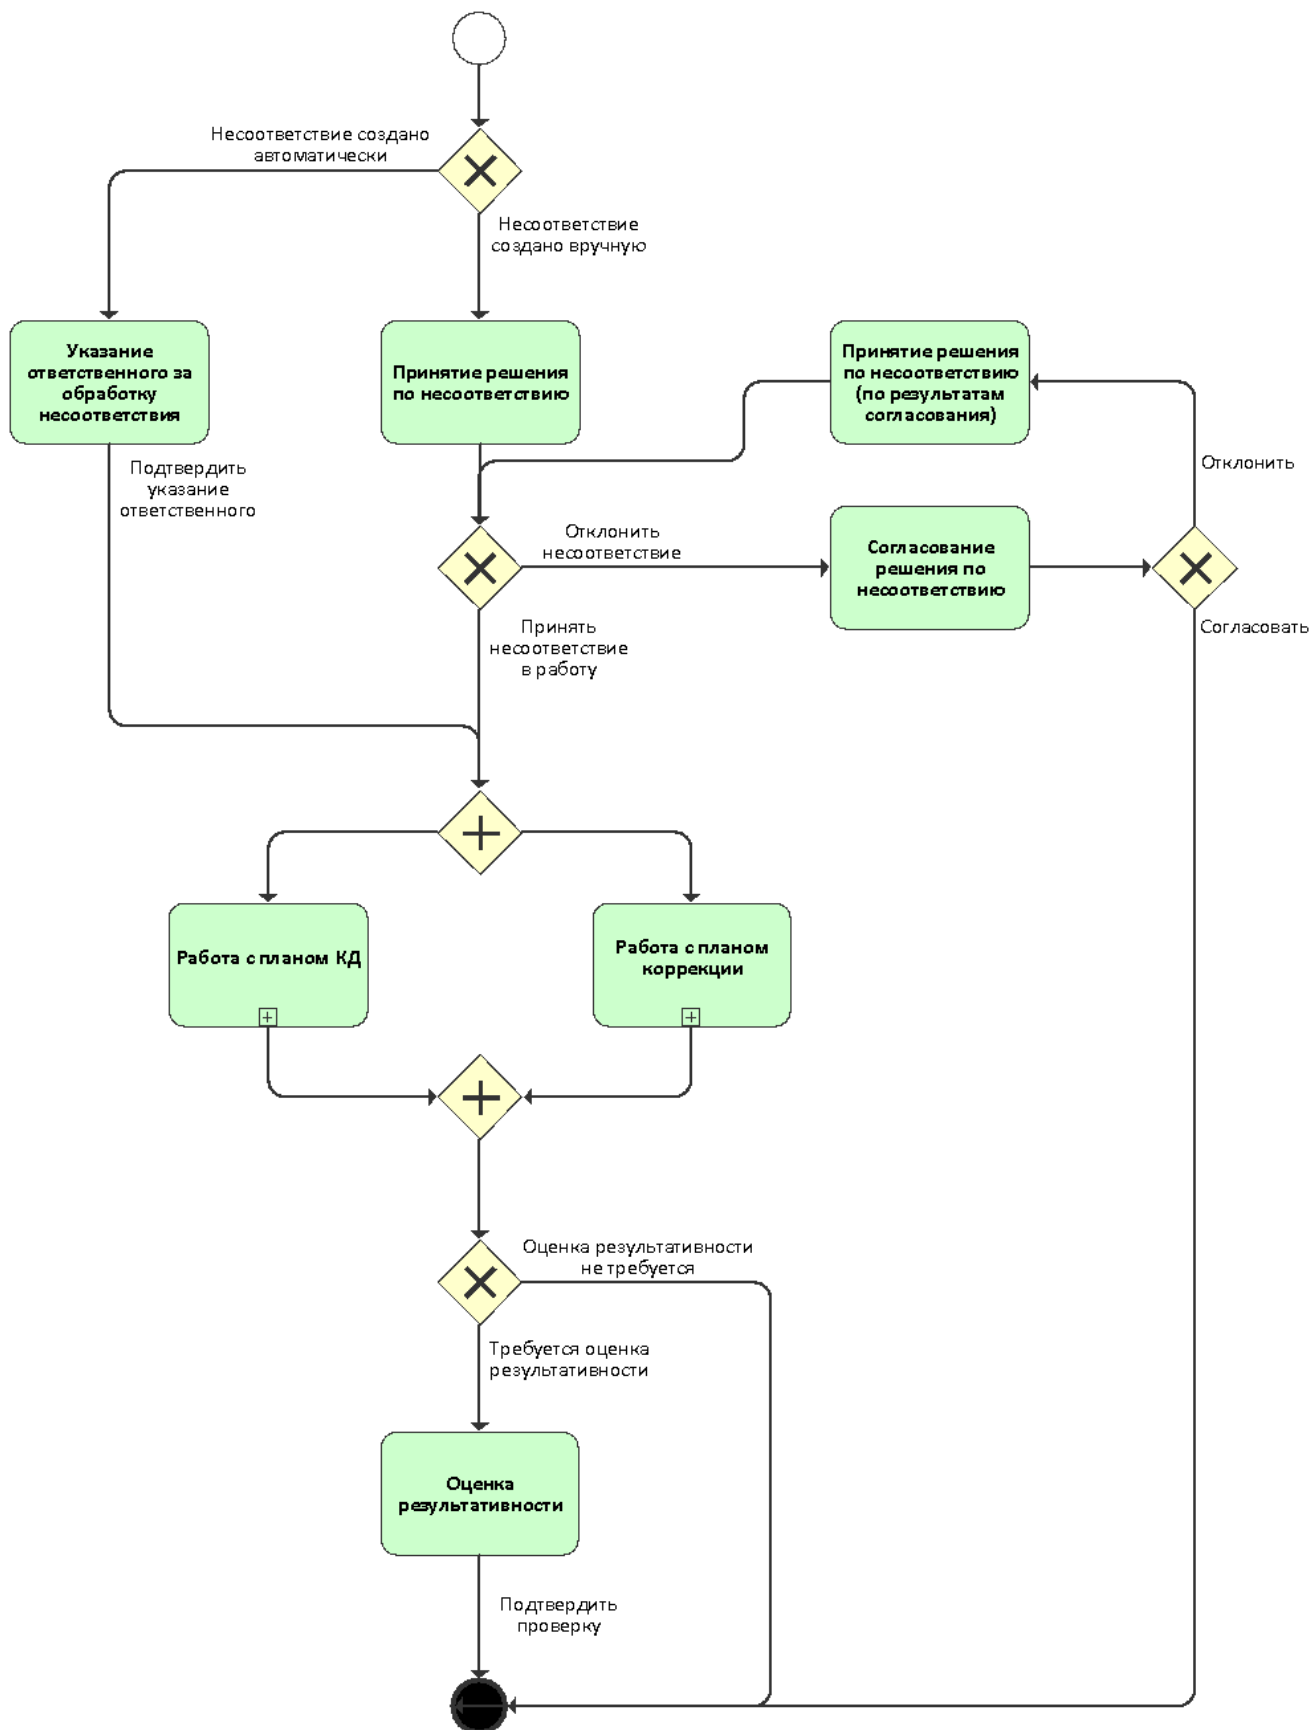 Несоответствие создано
автоматически
Несоответствие
создано вручную
Указание
ответственного за
обработку
несоответствия
Принятие решения
по несоответствию
Принятие решения
по несоответствию
(по результатам
согласования)
Подтвердить
указание
ответственного
Отклонить
Отклонить
несоответствие
Согласование
решения по
несоответствию
Принять
несоответствие
в работу
Согласовать
Работа с планом КД
Работа с планом
коррекции
Оценка результативности
не требуется
Требуется оценка
результативности
Оценка
результативности
Подтвердить
проверку